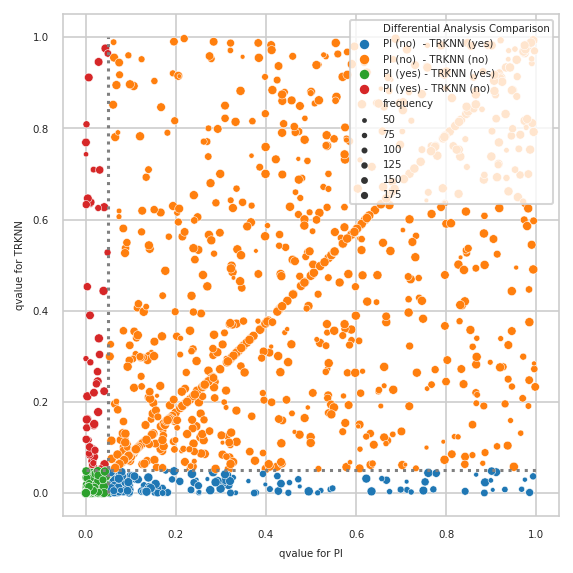 Differential Analysis Comparison
PI (no) - TRKNN (yes)
PI (no) - TRKNN (no)
PI (yes) - TRKNN (yes)
PI (yes) - TRKNN (no)
frequency
50
75
100
125
150
175
qvalue for TRKNN
1.0
0.8
0.6
0.4
0.2
0.0
0.0 0.2 0.4 0.6 0.8 1.0
qvalue for PI